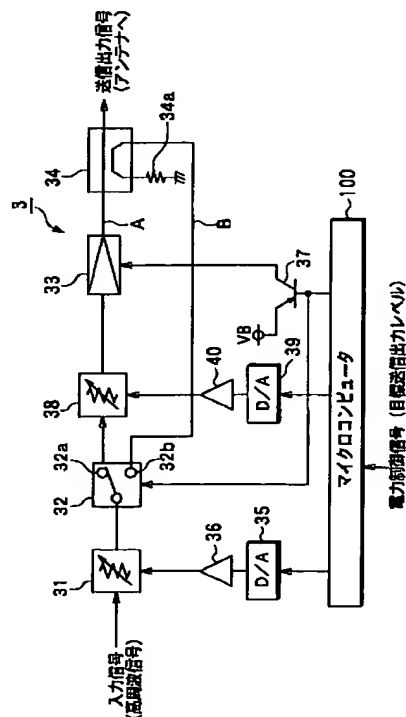 送信出力信号
(アンテナへ)
3
34
34a
33
A
B
37
VB
38
40
39
D/A
32a
32
32b
31
36
35
D/A
入力信号
(高周波信号)
100
マイクロコンピュータ
電力制御信号 (目標送信出力レベル)